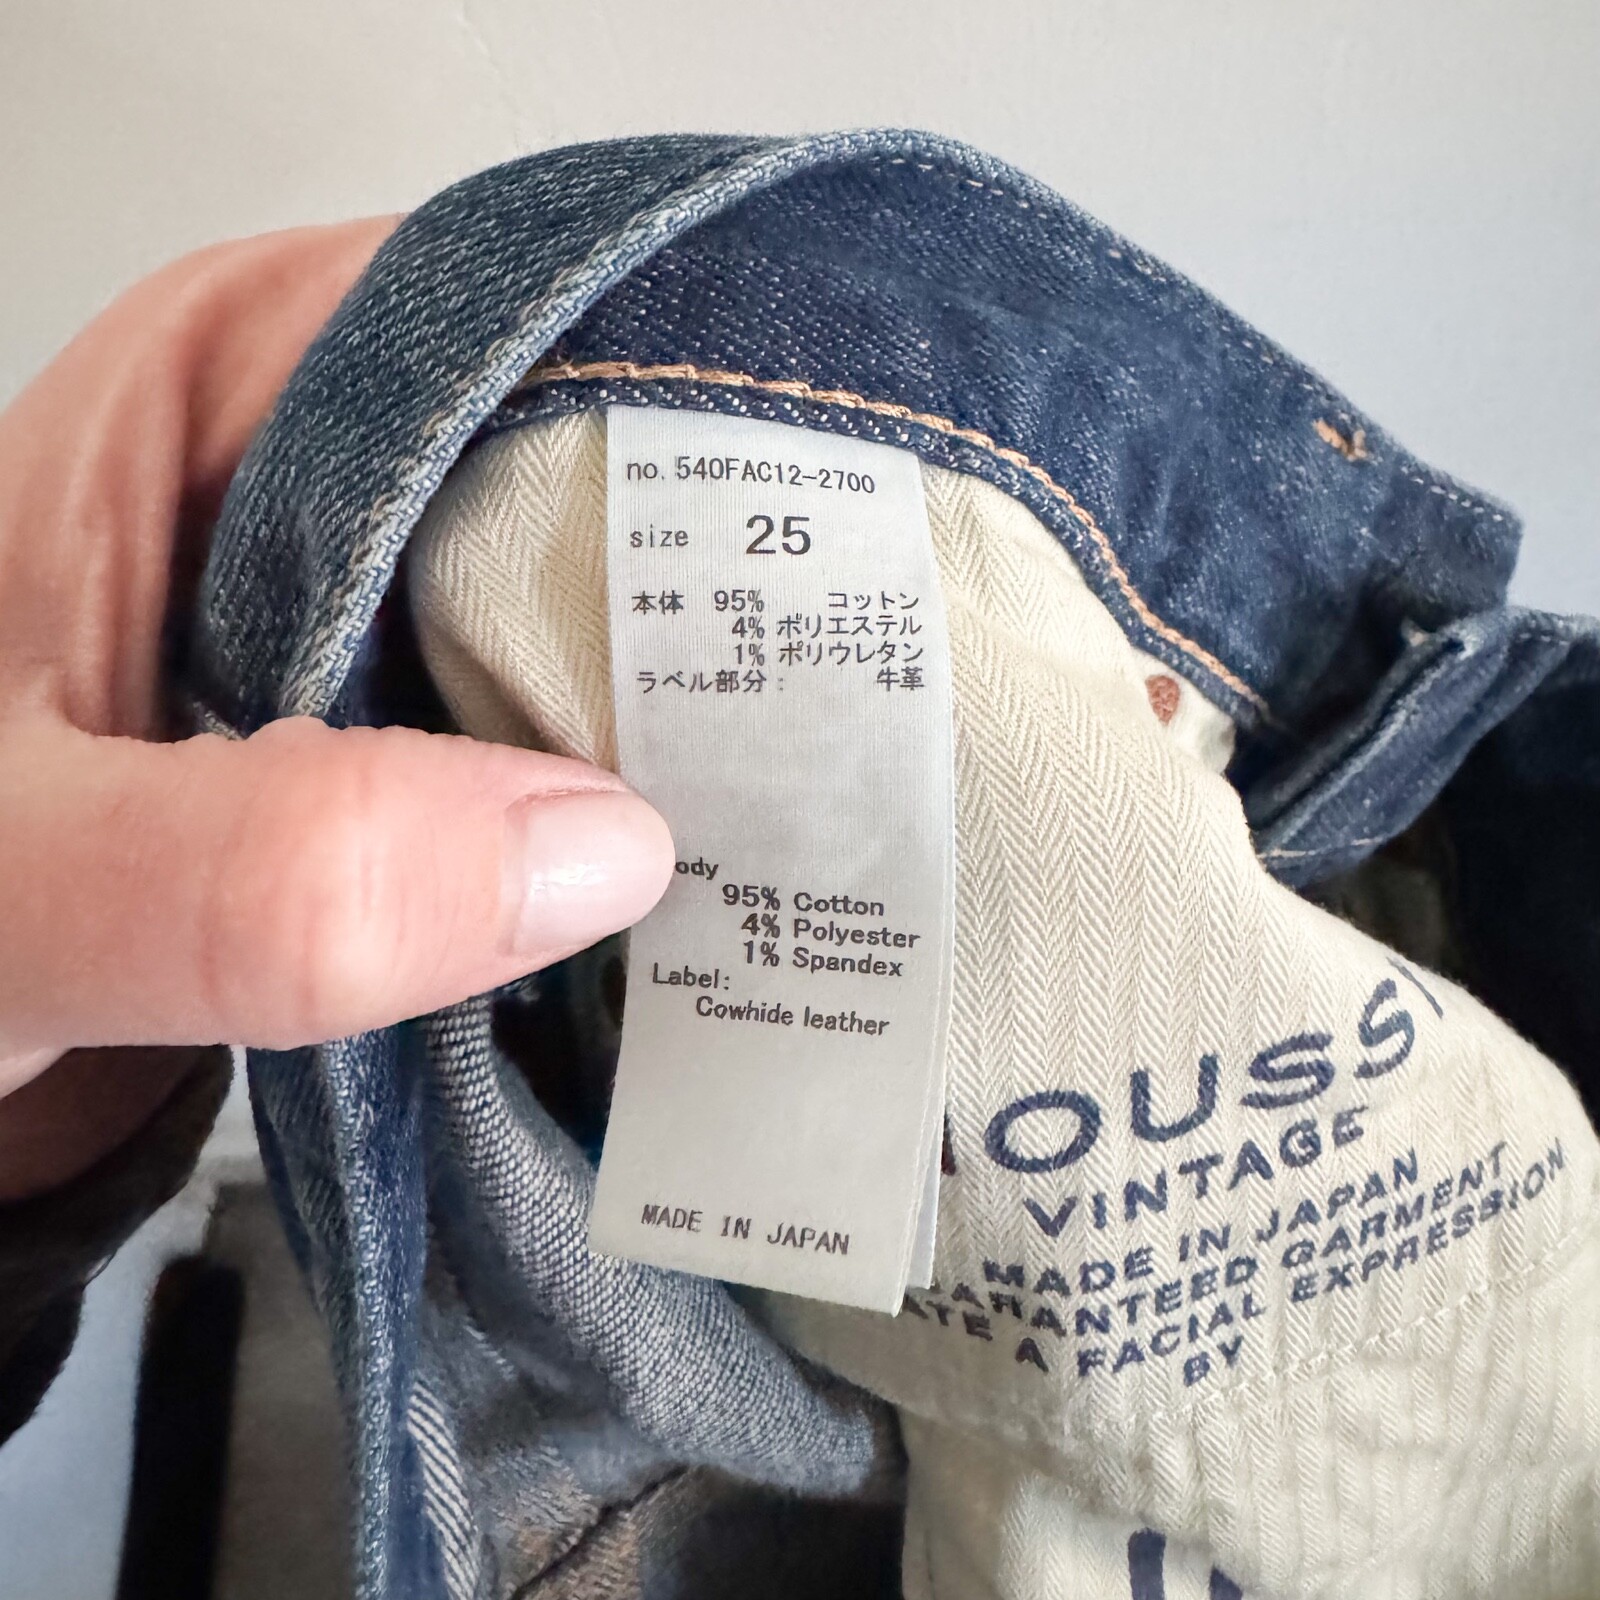 no. 540FAC12-2700
size 25
本体 95% コットン
4% ポリエステル
1% ポリウレタン
ラベル部分: 牛革
ody
95% Cotton
4% Polyester
1% Spandex
Label:
Cowhide leather
MADE IN JAPAN
OUSSY
VINTAGE
MADE IN JAPAN
ARANTEED GARMENT
ATE A FACIAL EXPRESSION
BY